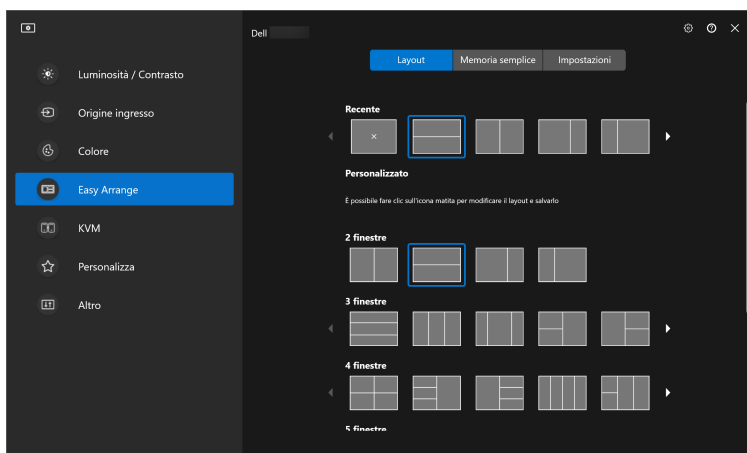 Dell
Layout
Memoria semplice
Impostazioni
Luminosità / Contrasto
Origine ingresso
Colore
Easy Arrange
KVM
Personalizza
Altro
Recente
Personalizzato
È possibile fare clic sull'icona matita per modificare il layout e salvarlo
2 finestre
3 finestre
4 finestre
5 finestre